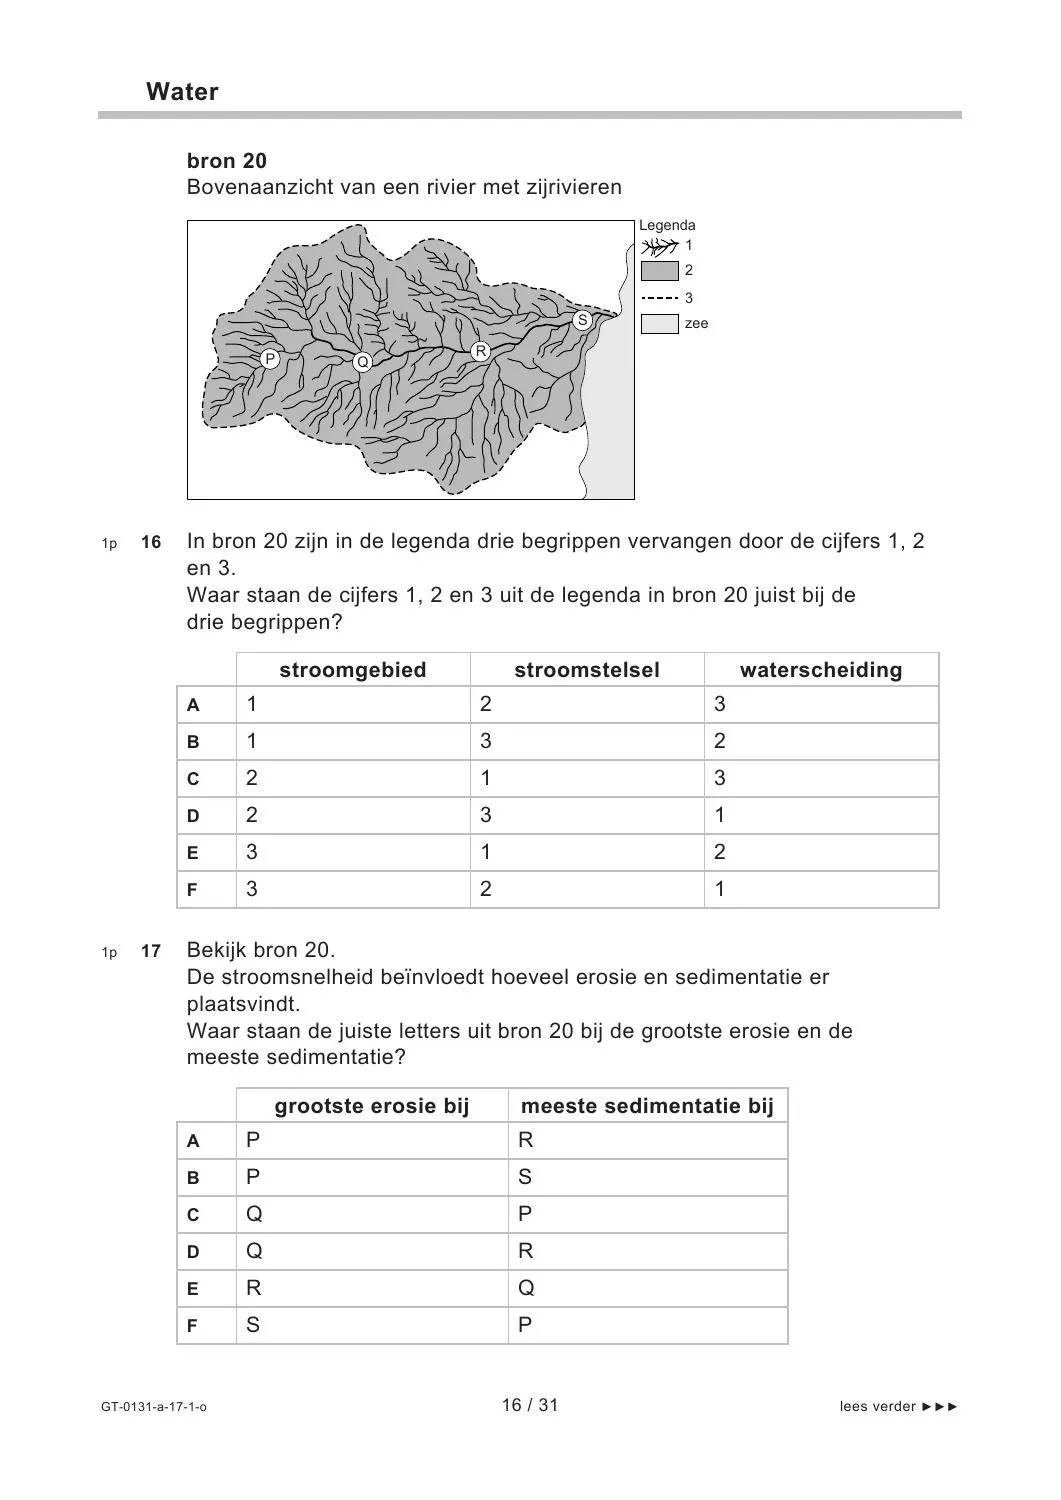 Water
bron 20
Bovenaanzicht van een rivier met zijrivieren
Legenda
1
2
3
zee
P
Q
R
S
1p 16 In bron 20 zijn in de legenda drie begrippen vervangen door de cijfers 1, 2
en 3.
Waar staan de cijfers 1, 2 en 3 uit de legenda in bron 20 juist bij de
drie begrippen?
stroomgebied stroomstelsel waterscheiding
A 1 2 3
B 1 3 2
C 2 1 3
D 2 3 1
E 3 1 2
F 3 2 1
1p 17 Bekijk bron 20.
De stroomsnelheid beïnvloedt hoeveel erosie en sedimentatie er
plaatsvindt.
Waar staan de juiste letters uit bron 20 bij de grootste erosie en de
meeste sedimentatie?
grootste erosie bij meeste sedimentatie bij
A P R
B P S
C Q P
D Q R
E R Q
F S P
GT-0131-a-17-1-o 16 / 31 lees verder ►►►